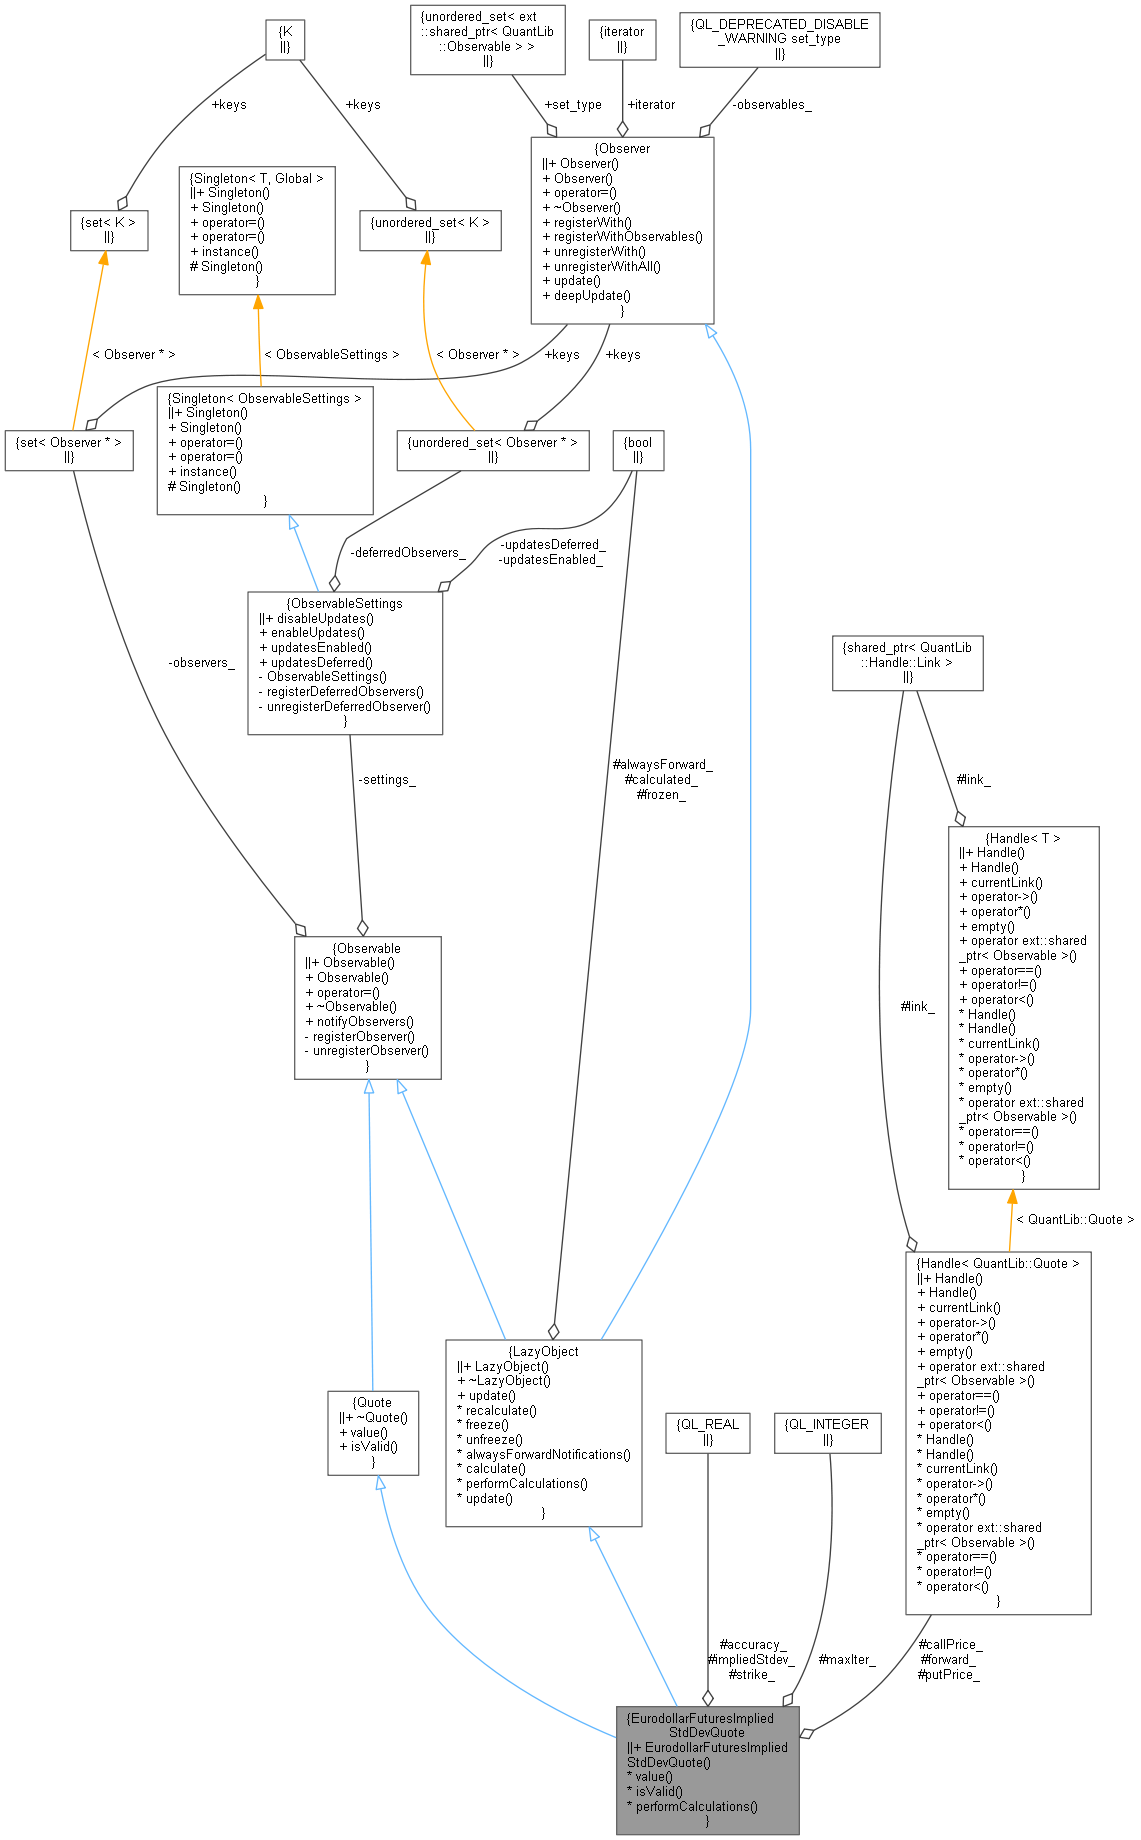 {K
||}
{unordered_set< ext
::shared_ptr< QuantLib
::Observable > >
||}
{iterator
||}
{QL_DEPRECATED_DISABLE
_WARNING set_type
||}
+keys
+keys
+set_type
+iterator
-observables_
{Singleton< T, Global >
||+ Singleton()
+ Singleton()
+ operator=()
+ operator=()
+ instance()
# Singleton()
}
{set< K >
||}
{unordered_set< K >
||}
{Observer
||+ Observer()
+ Observer()
+ operator=()
+ ~Observer()
+ registerWith()
+ registerWithObservables()
+ unregisterWith()
+ unregisterWithAll()
+ update()
+ deepUpdate()
}
< Observer * >
< ObservableSettings >
< Observer * >
+keys
+keys
{Singleton< ObservableSettings >
||+ Singleton()
+ Singleton()
+ operator=()
+ operator=()
+ instance()
# Singleton()
}
{set< Observer * >
||}
{unordered_set< Observer * >
||}
{bool
||}
-deferredObservers_
-updatesDeferred_
-updatesEnabled_
{ObservableSettings
||+ disableUpdates()
+ enableUpdates()
+ updatesEnabled()
+ updatesDeferred()
- ObservableSettings()
- registerDeferredObservers()
- unregisterDeferredObserver()
}
-observers_
{shared_ptr< QuantLib
::Handle::Link >
||}
-settings_
#alwaysForward_
#calculated_
#frozen_
#link_
{Handle< T >
||+ Handle()
+ Handle()
+ currentLink()
+ operator->()
+ operator*()
+ empty()
+ operator ext::shared
_ptr< Observable >()
+ operator==()
+ operator!=()
+ operator<()
* Handle()
* Handle()
* currentLink()
* operator->()
* operator*()
* empty()
* operator ext::shared
_ptr< Observable >()
* operator==()
* operator!=()
* operator<()
}
#link_
{Observable
||+ Observable()
+ Observable()
+ operator=()
+ ~Observable()
+ notifyObservers()
- registerObserver()
- unregisterObserver()
}
< QuantLib::Quote >
{Handle< QuantLib::Quote >
||+ Handle()
+ Handle()
+ currentLink()
+ operator->()
+ operator*()
+ empty()
+ operator ext::shared
_ptr< Observable >()
+ operator==()
+ operator!=()
+ operator<()
* Handle()
* Handle()
* currentLink()
* operator->()
* operator*()
* empty()
* operator ext::shared
_ptr< Observable >()
* operator==()
* operator!=()
* operator<()
}
{LazyObject
||+ LazyObject()
+ ~LazyObject()
+ update()
* recalculate()
* freeze()
* unfreeze()
* alwaysForwardNotifications()
* calculate()
* performCalculations()
* update()
}
{Quote
||+ ~Quote()
+ value()
+ isValid()
}
{QL_REAL
||}
{QL_INTEGER
||}
#accuracy_
#impliedStdev_
#strike_
#maxIter_
#callPrice_
#forward_
#putPrice_
{EurodollarFuturesImplied
StdDevQuote
||+ EurodollarFuturesImplied
StdDevQuote()
* value()
* isValid()
* performCalculations()
}